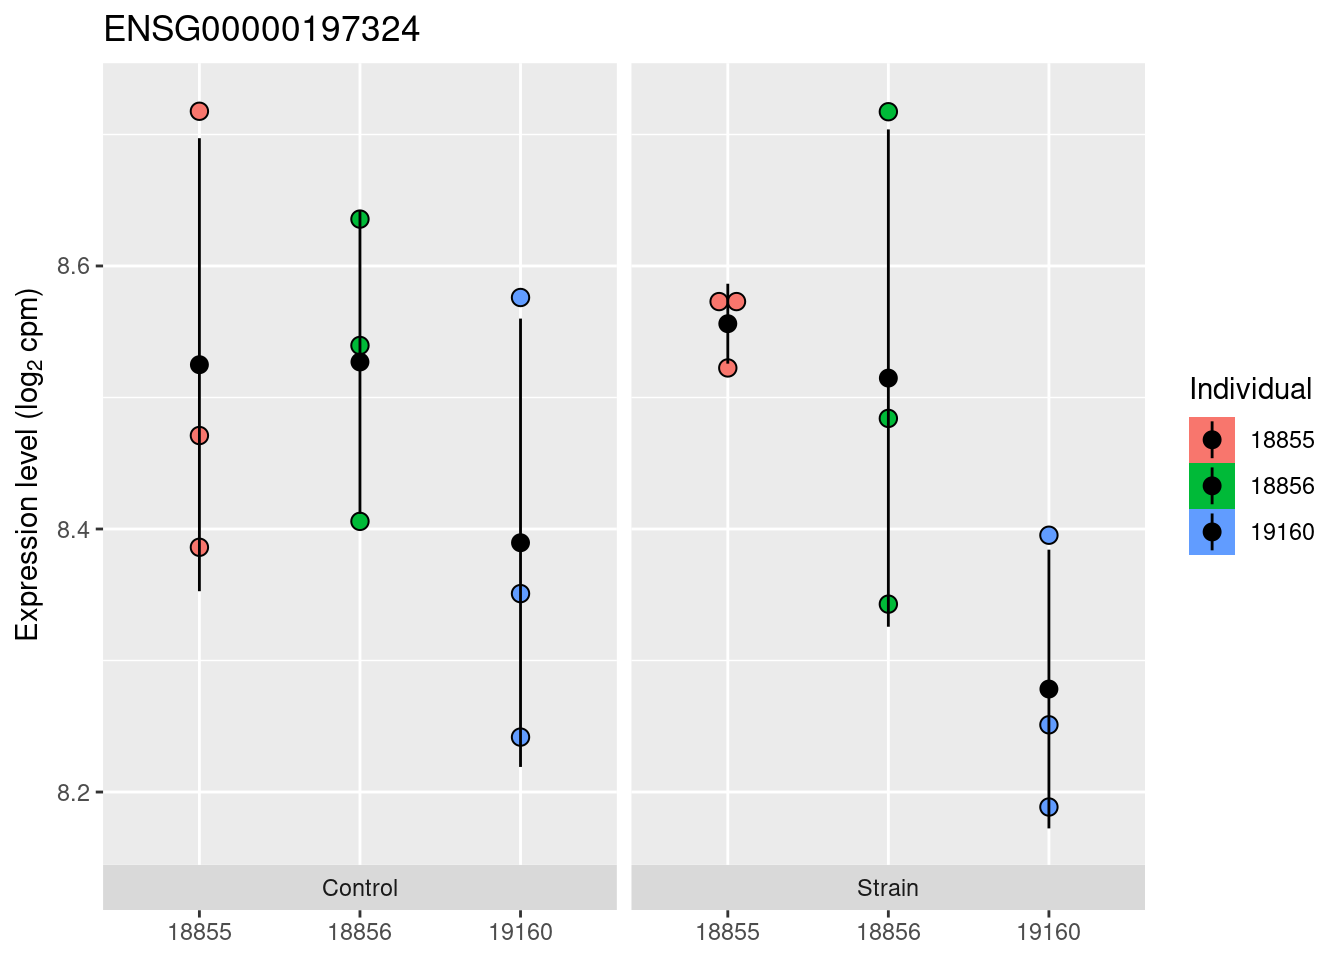 ENSG00000197324
Expression level (log₂ cpm)
8.6
8.4
8.2
Control
Strain
18855
18856
19160
18855
18856
19160
Individual
18855
18856
19160